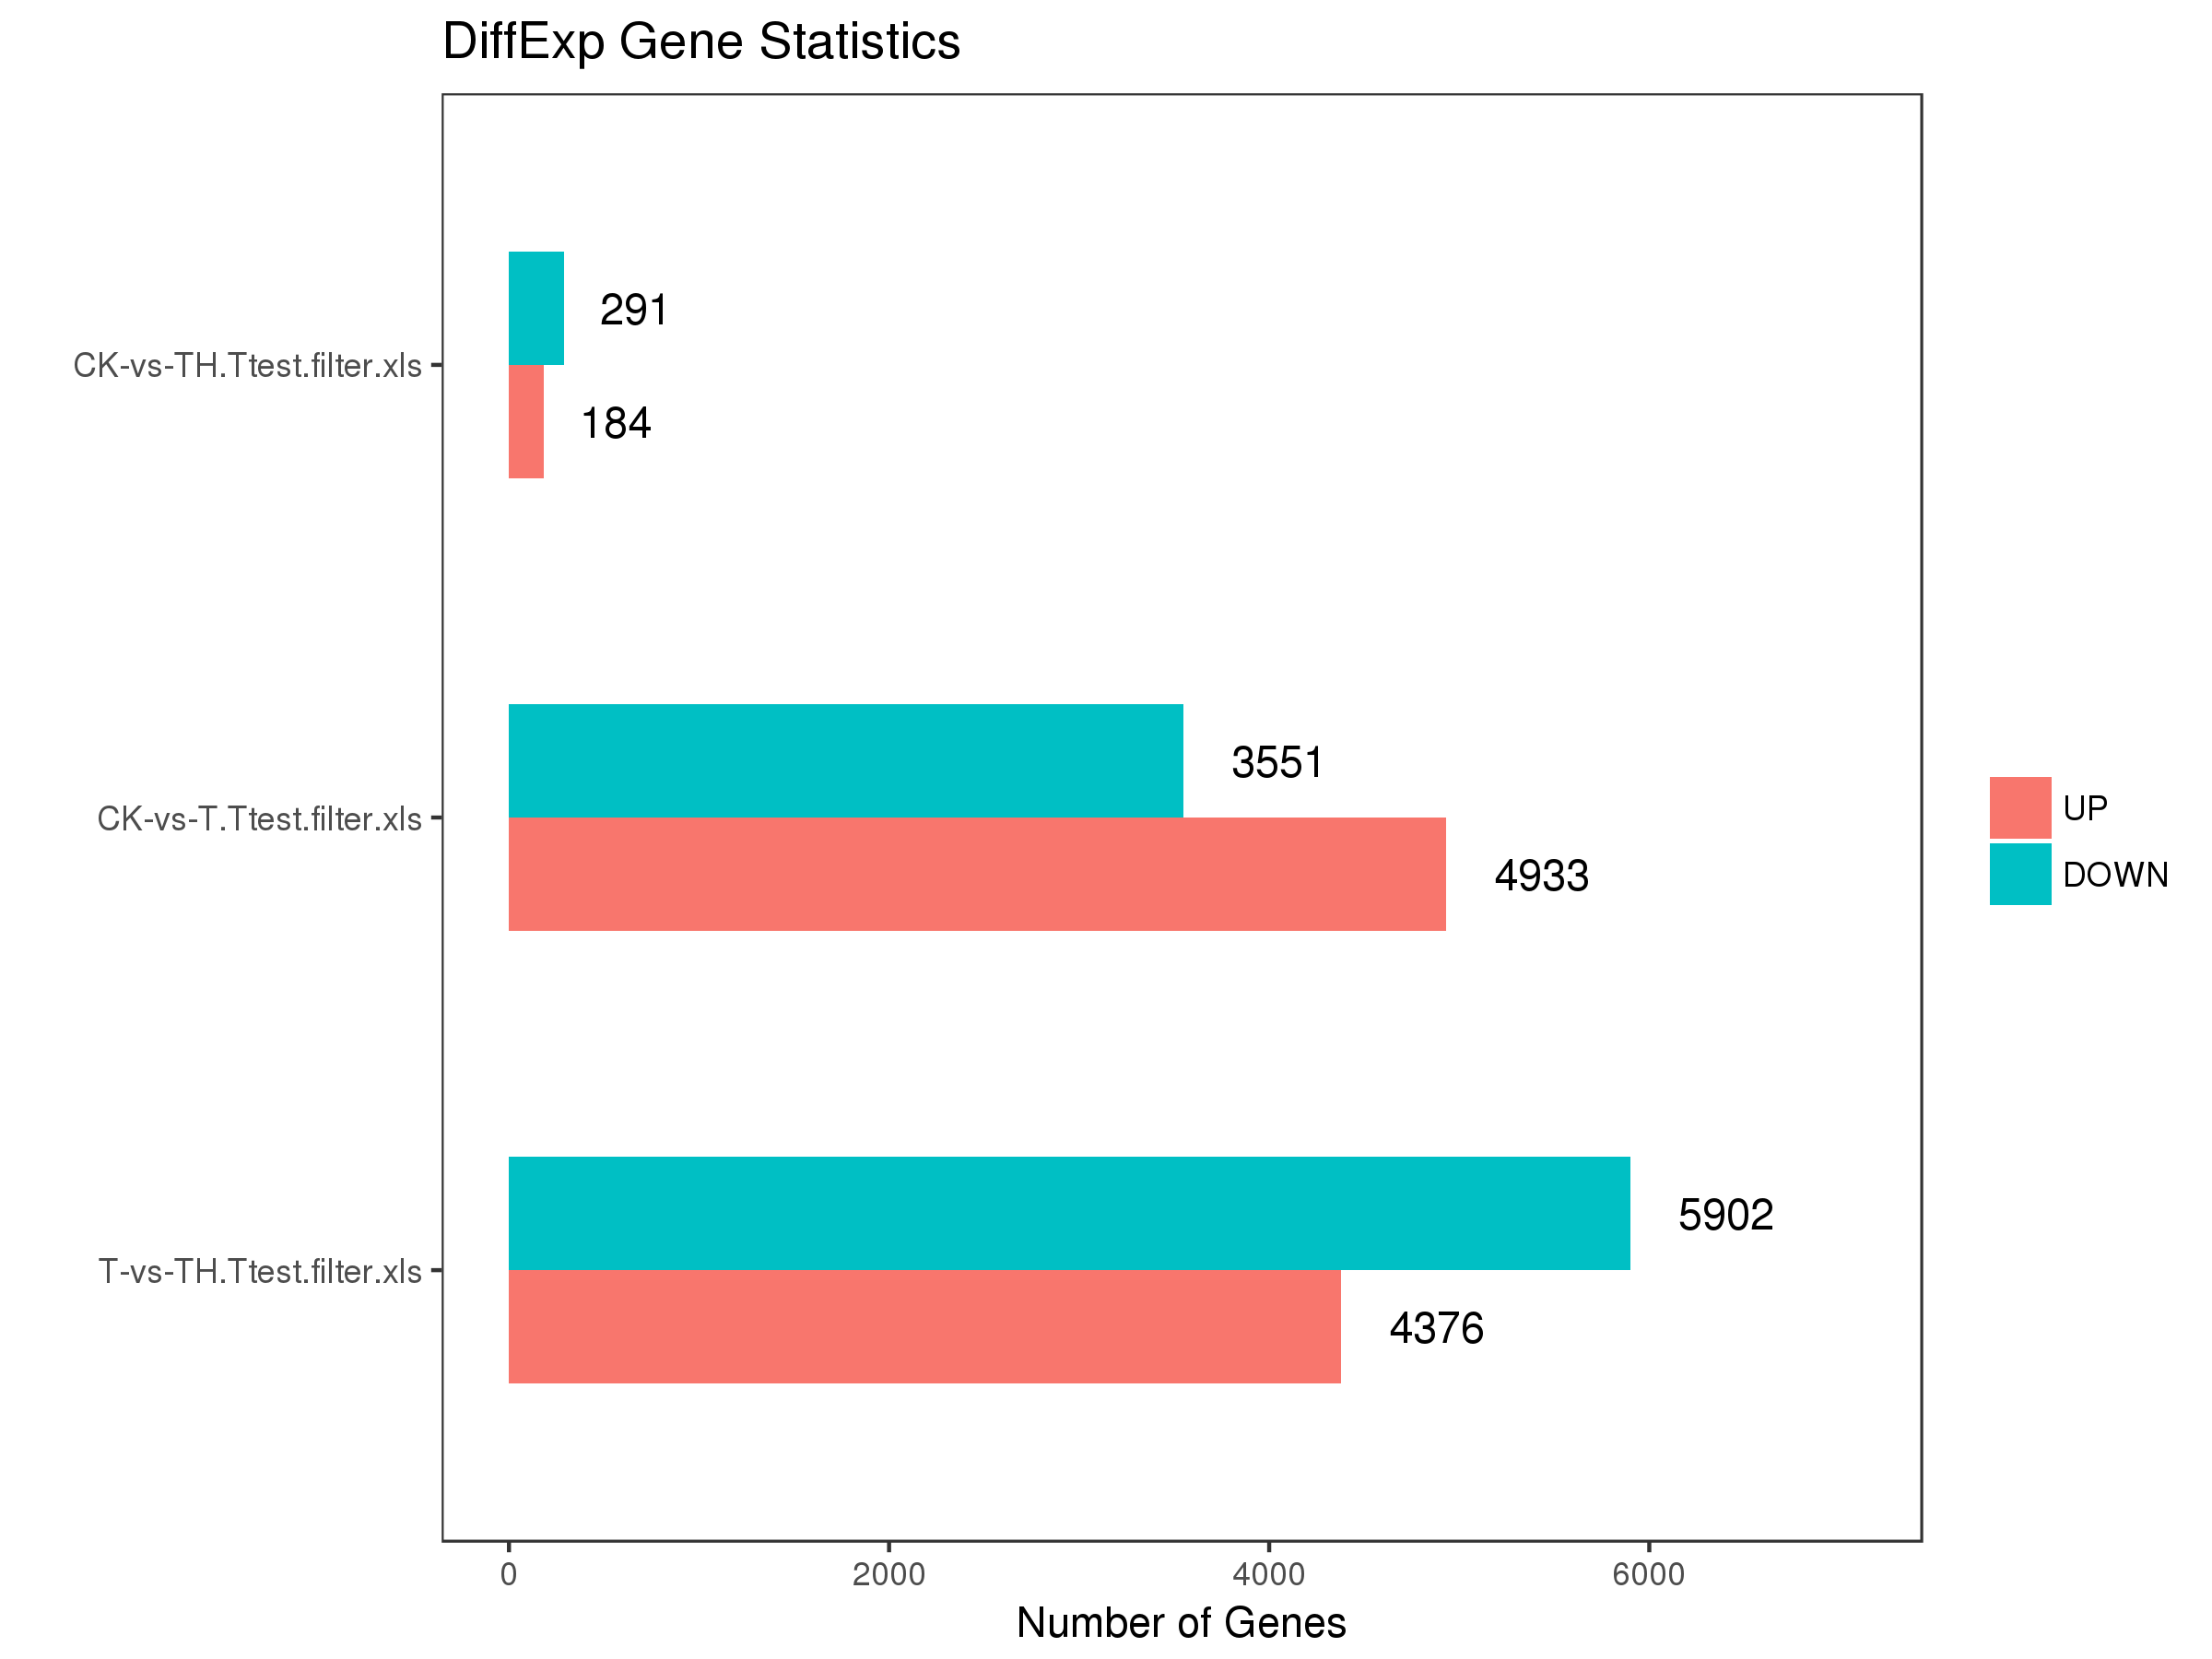 DiffExp Gene Statistics
CK-vs-TH.Ttest.filter.xls
291
184
CK-vs-T.Ttest.filter.xls
3551
4933
T-vs-TH.Ttest.filter.xls
5902
4376
UP
DOWN
0 2000 4000 6000
Number of Genes